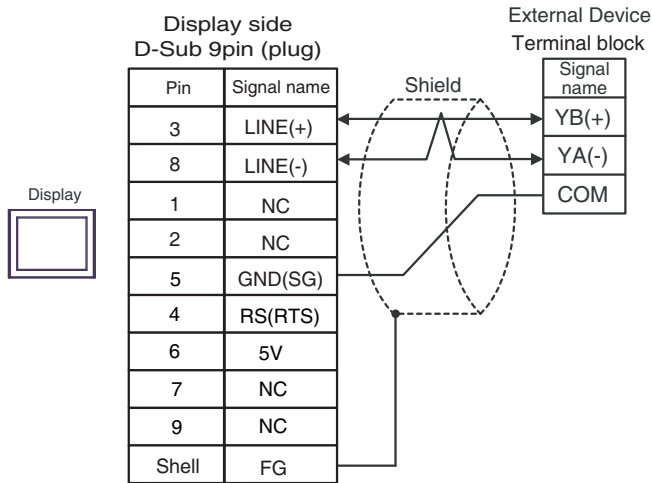 Display side
D-Sub 9pin (plug)
External Device
Terminal block
Shield
Display
Pin Signal name
3 LINE(+)
8 LINE(-)
1 NC
2 NC
5 GND(SG)
4 RS(RTS)
6 5V
7 NC
9 NC
Shell FG
Signal
name
YB(+)
YA(-)
COM